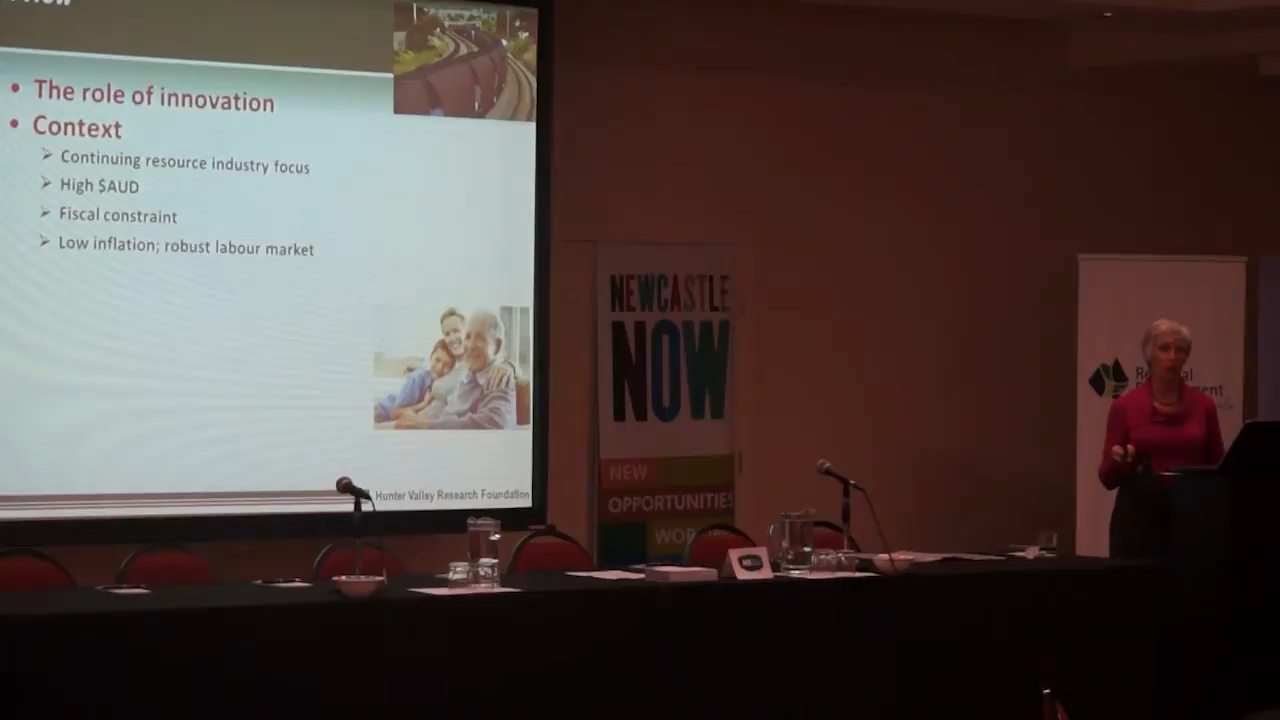 The role of innovation
Context
Continuing resource industry focus
High $AUD
Fiscal constraint
Low inflation; robust labour market
Hunter Valley Research Foundation
NEWCASTLE
NOW
NEW
OPPORTUNITIES